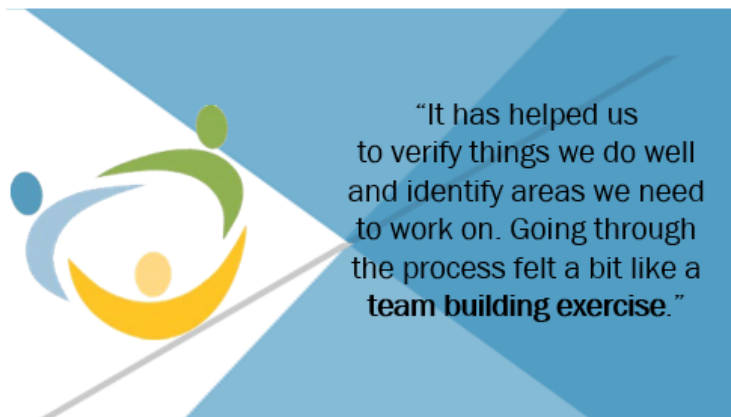 “It has helped us
to verify things we do well
and identify areas we need
to work on. Going through
the process felt a bit like a
team building exercise.”